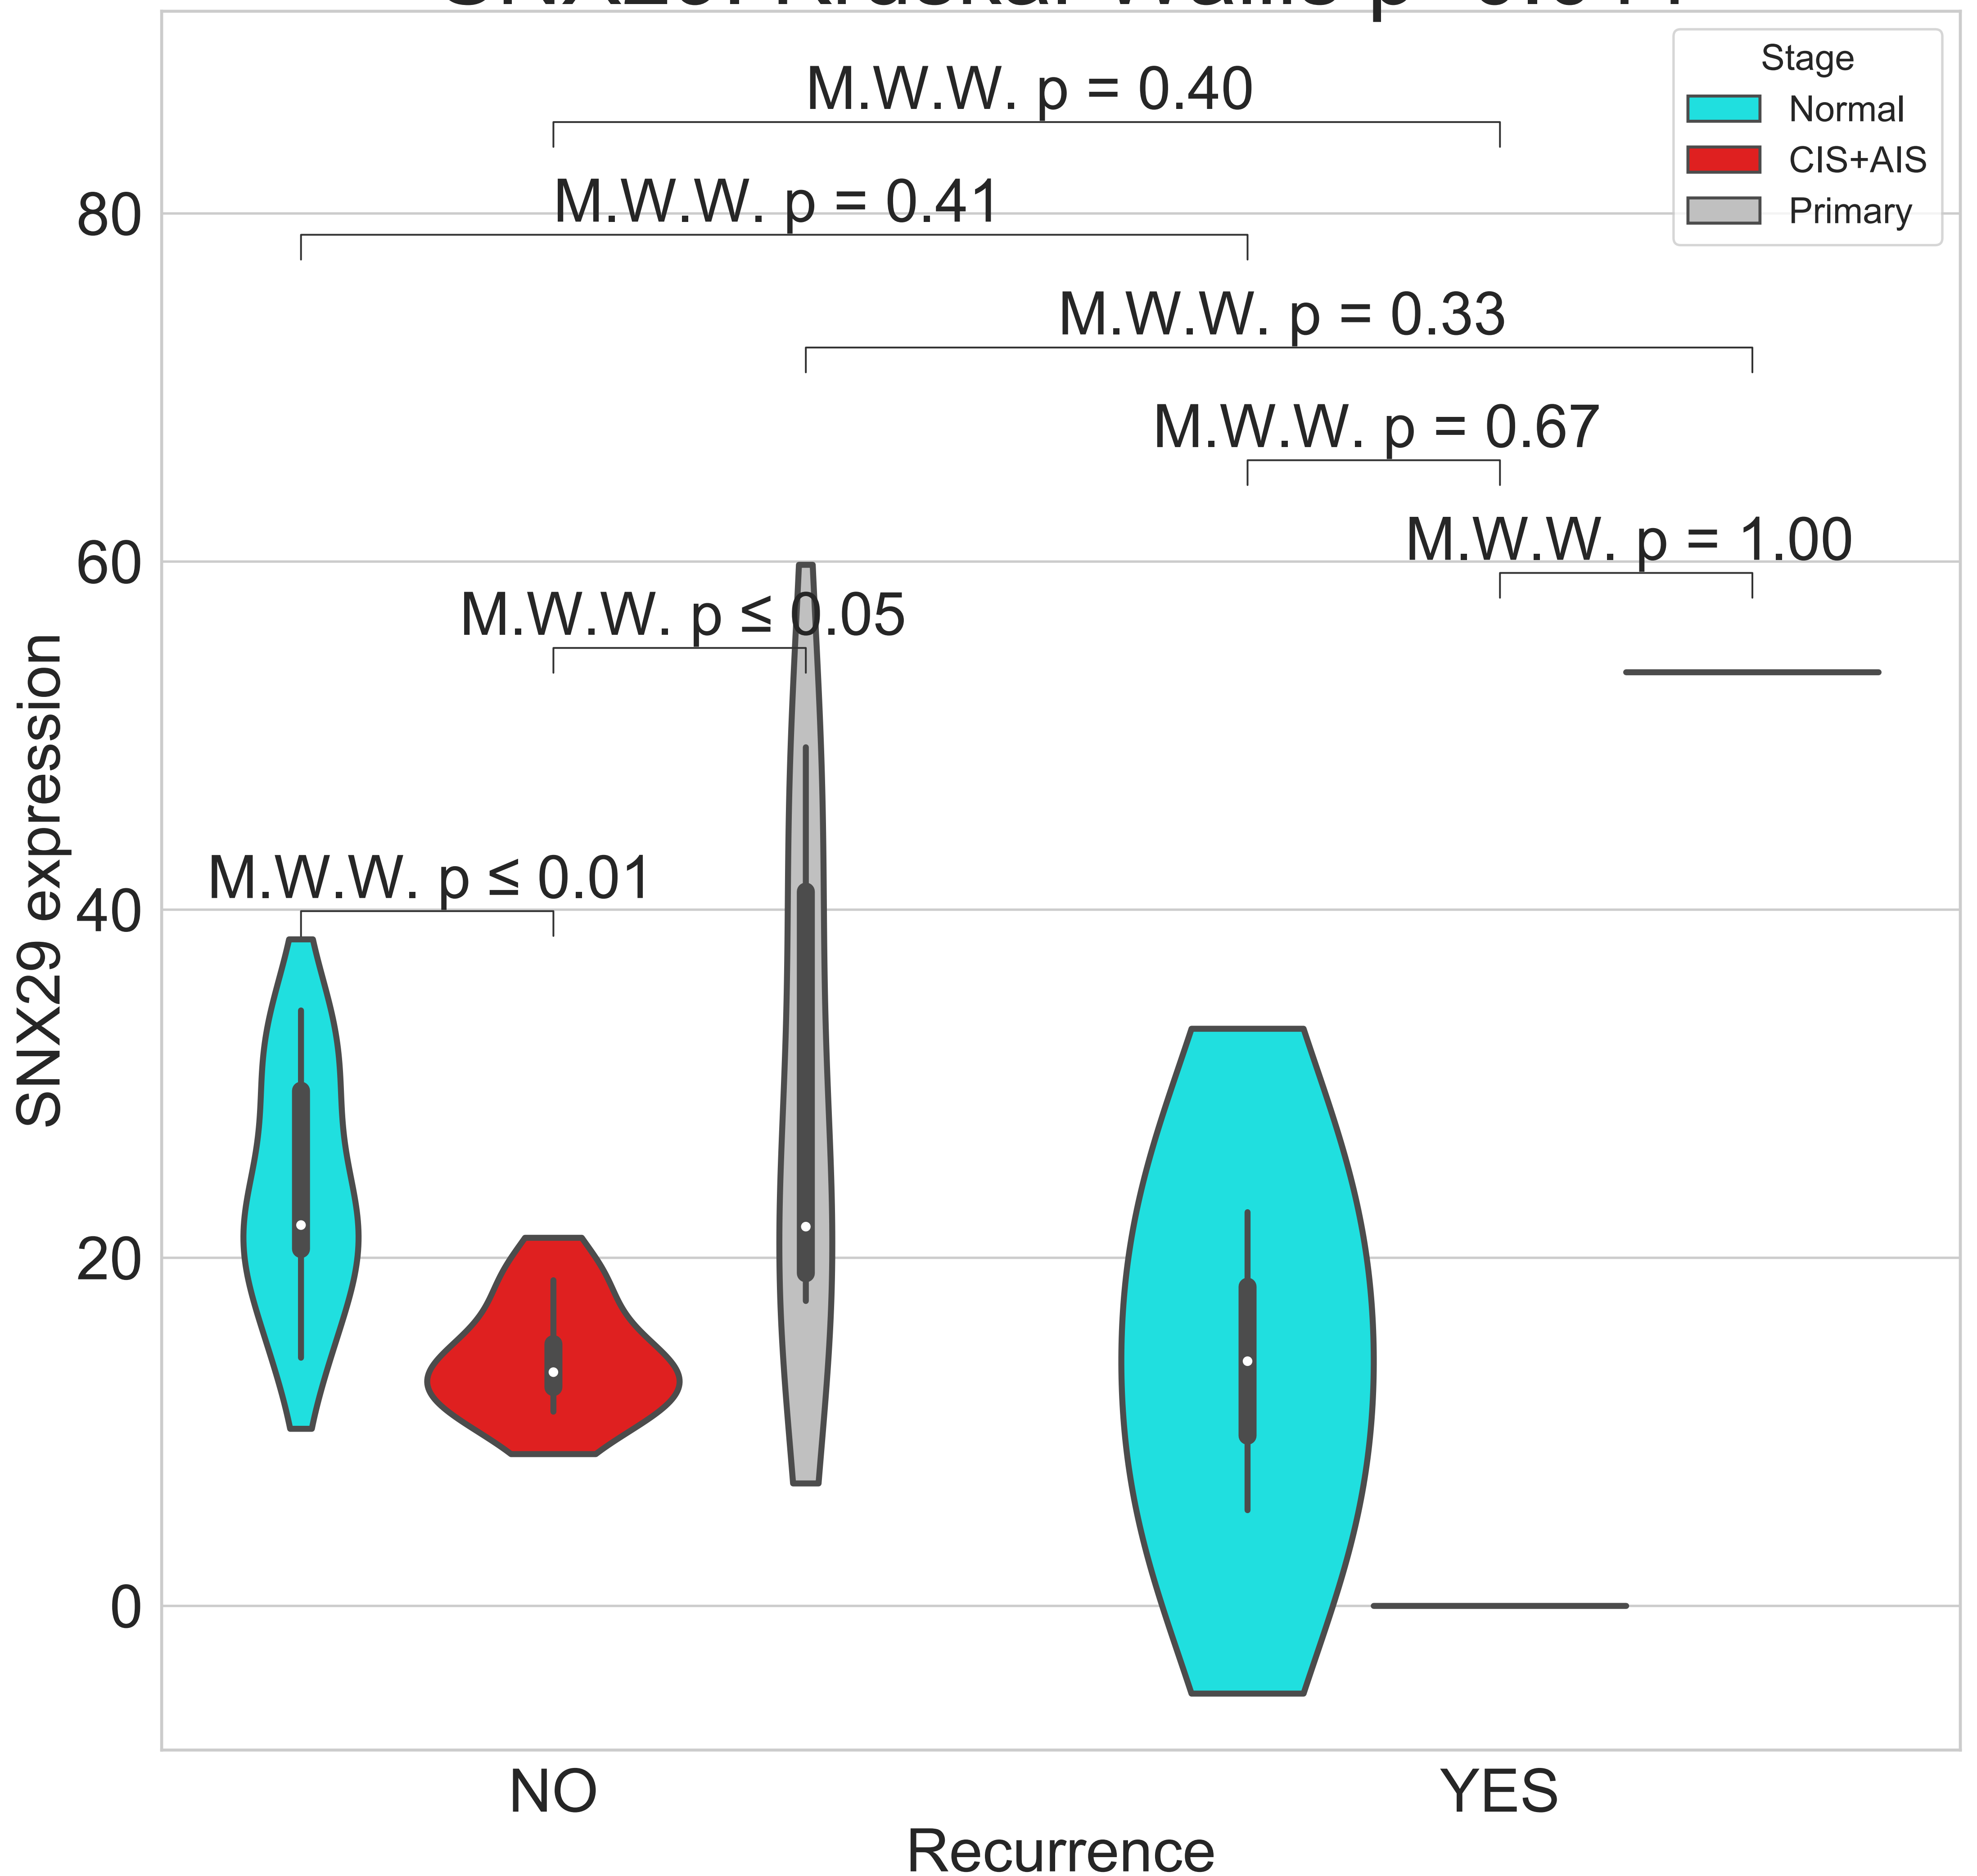 Stage
Normal
CIS+AIS
Primary
M.W.W. p = 0.40
M.W.W. p = 0.41
M.W.W. p = 0.33
M.W.W. p = 0.67
M.W.W. p = 1.00
M.W.W. p ≤ 0.05
M.W.W. p ≤ 0.01
80
60
40
20
0
SNX29 expression
NO
YES
Recurrence